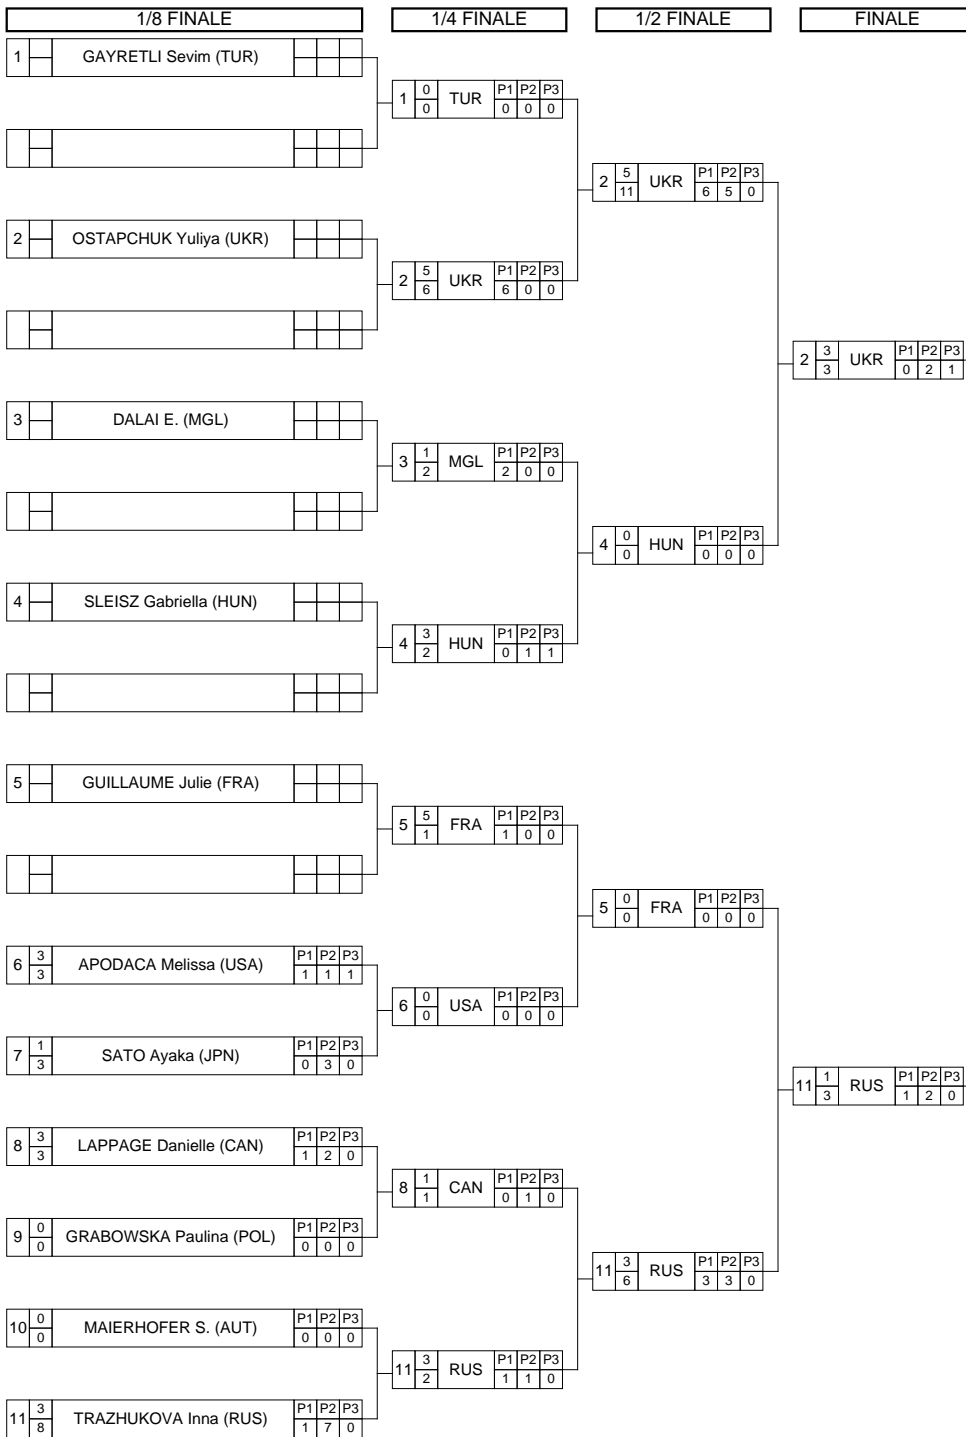 1/8 FINALE 1/4 FINALE 1/2 FINALE FINALE
1 GAYRETLI Sevim (TUR)
0 P1 P2 P3
1 TUR
0 0 0 0
5 P1 P2 P3
2 UKR
11 6 5 0
2 OSTAPCHUK Yuliya (UKR)
5 P1 P2 P3
2 UKR
6 6 0 0
3 P1 P2 P3
2 UKR
3 0 2 1
3 DALAI E. (MGL)
1 P1 P2 P3
3 MGL
2 2 0 0
0 P1 P2 P3
4 HUN
0 0 0 0
4 SLEISZ Gabriella (HUN)
3 P1 P2 P3
4 HUN
2 0 1 1
5 GUILLAUME Julie (FRA)
5 P1 P2 P3
5 FRA
1 1 0 0
0 P1 P2 P3
5 FRA
0 0 0 0
3 P1 P2 P3
6 APODACA Melissa (USA)
3 1 1 1
0 P1 P2 P3
6 USA
0 0 0 0
1 P1 P2 P3
7 SATO Ayaka (JPN)
3 0 3 0
1 P1 P2 P3
11 RUS
3 1 2 0
3 P1 P2 P3
8 LAPPAGE Danielle (CAN)
3 1 2 0
1 P1 P2 P3
8 CAN
1 0 1 0
0 P1 P2 P3
9 GRABOWSKA Paulina (POL)
0 0 0 0
3 P1 P2 P3
11 RUS
6 3 3 0
0 P1 P2 P3
10 MAIERHOFER S. (AUT)
0 0 0 0
3 P1 P2 P3
11 RUS
2 1 1 0
3 P1 P2 P3
11 TRAZHUKOVA Inna (RUS)
8 1 7 0